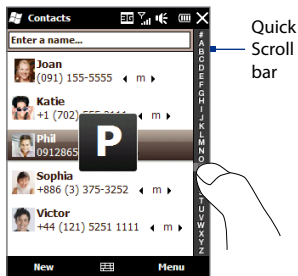 Contacts
Quick
Scroll
bar
Enter a name...
#
A
B
C
D
E
F
G
H
I
J
K
L
M
N
O
S
T
U
V
W
X
Y
Z
Joan
(091) 155-5555 m
Katie
+1 (702)
Phil
0912865
P
Sophia
+886 (3) 375-3252 m
Victor
+44 (121) 5251 1111 m
New
Menu